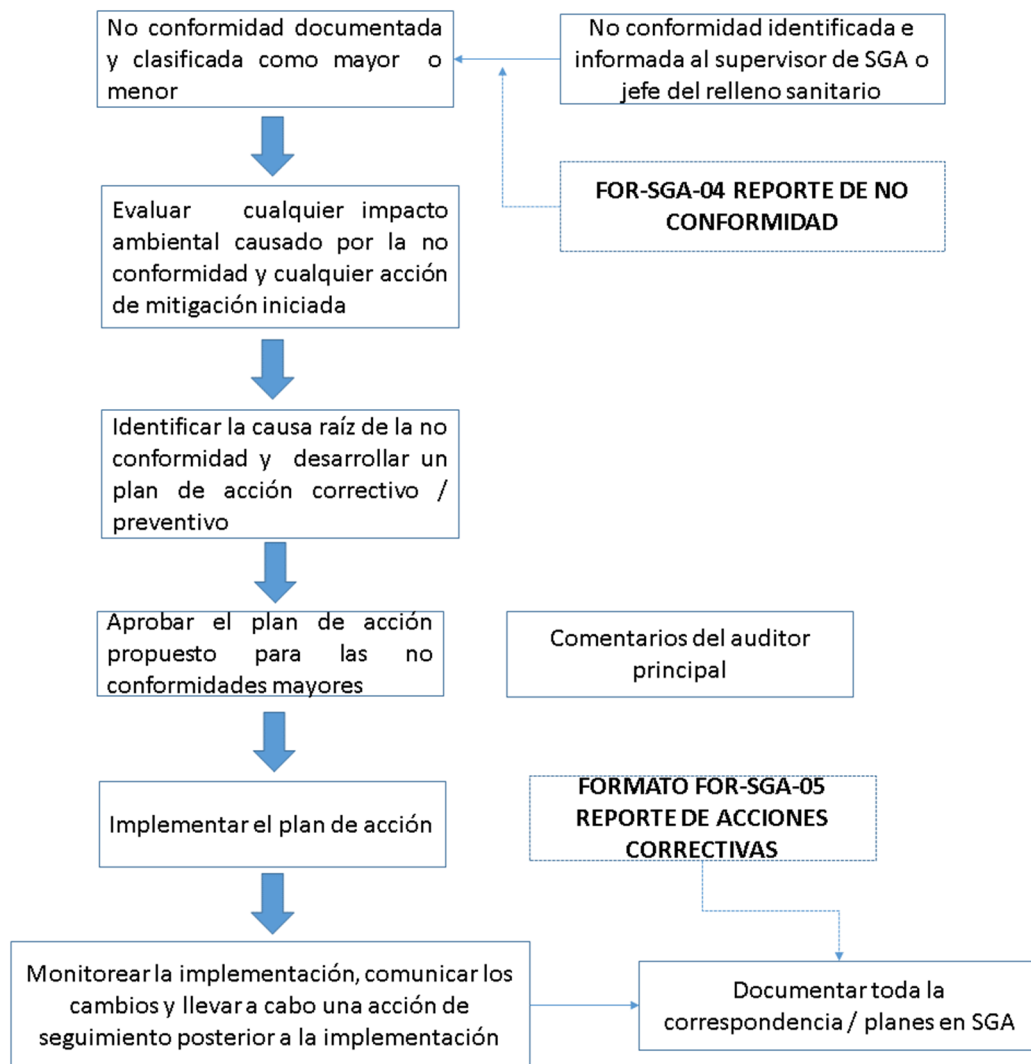 No conformidad documentada
y clasificada como mayor o
menor
No conformidad identificada e
informada al supervisor de SGA o
jefe del relleno sanitario
FOR-SGA-04 REPORTE DE NO
CONFORMIDAD
Evaluar cualquier impacto
ambiental causado por la no
conformidad y cualquier acción
de mitigación iniciada
Identificar la causa raíz de la no
conformidad y desarrollar un
plan de acción correctivo /
preventivo
Aprobar el plan de acción
propuesto para las no
conformidades mayores
Comentarios del auditor
principal
Implementar el plan de acción
FORMATO FOR-SGA-05
REPORTE DE ACCIONES
CORRECTIVAS
Monitorear la implementación, comunicar los
cambios y llevar a cabo una acción de
seguimiento posterior a la implementación
Documentar toda la
correspondencia / planes en SGA